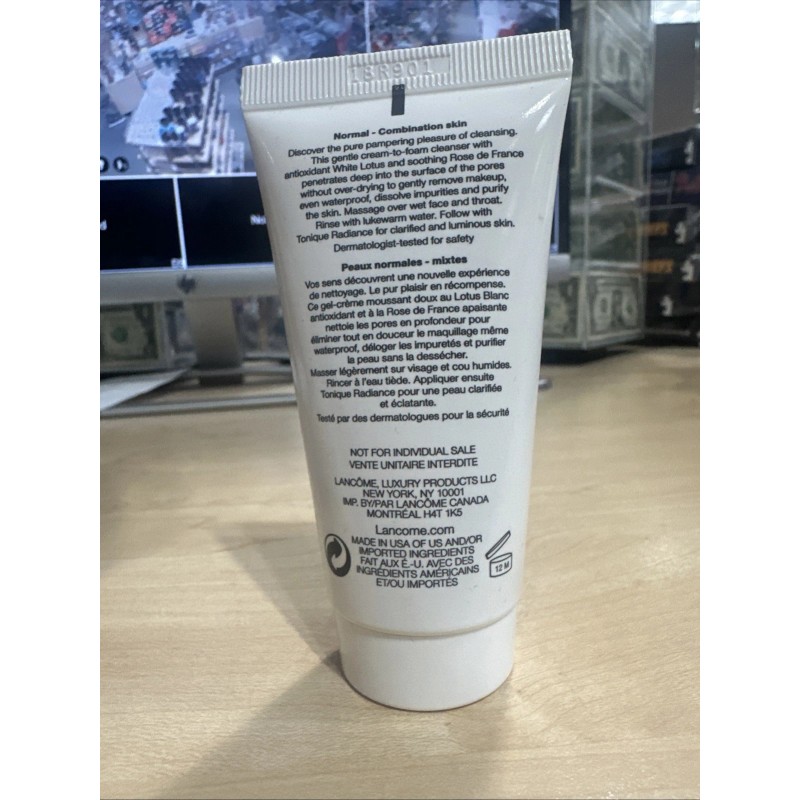 18R901
Normal - Combination skin
Discover the pure pampering pleasure of cleansing.
This gentle cream-to-foam cleanser with
antioxidant White Lotus and soothing Rose de France
penetrates deep into the surface of the pores
without over-drying to gently remove makeup,
even waterproof, dissolve impurities and purify
the skin. Massage over wet face and throat.
Rinse with lukewarm water. Follow with
Tonique Radiance for clarified and luminous skin.
Dermatologist-tested for safety
Peaux normales - mixtes
Vos sens découvrent une nouvelle expérience
de nettoyage. Le pur plaisir en récompense.
Ce gel-crème moussant doux au Lotus Blanc
antioxidant et à la Rose de France apaisante
nettoie les pores en profondeur pour
éliminer tout en douceur le maquillage même
waterproof, déloger les impuretés et purifier
la peau sans la dessécher.
Masser légèrement sur visage et cou humides.
Rincer à l'eau tiède. Appliquer ensuite
Tonique Radiance pour une peau clarifiée
et éclatante.
Testé par des dermatologues pour la sécurité
NOT FOR INDIVIDUAL SALE
VENTE UNITAIRE INTERDITE
LANCÔME, LUXURY PRODUCTS LLC
NEW YORK, NY 10001
IMP. BY/PAR LANCÔME CANADA
MONTRÉAL H4T 1K5
Lancome.com
MADE IN USA OF US AND/OR
IMPORTED INGREDIENTS
FAIT AUX É.-U. AVEC DES
INGRÉDIENTS AMÉRICAINS
ET/OU IMPORTÉS
12 M